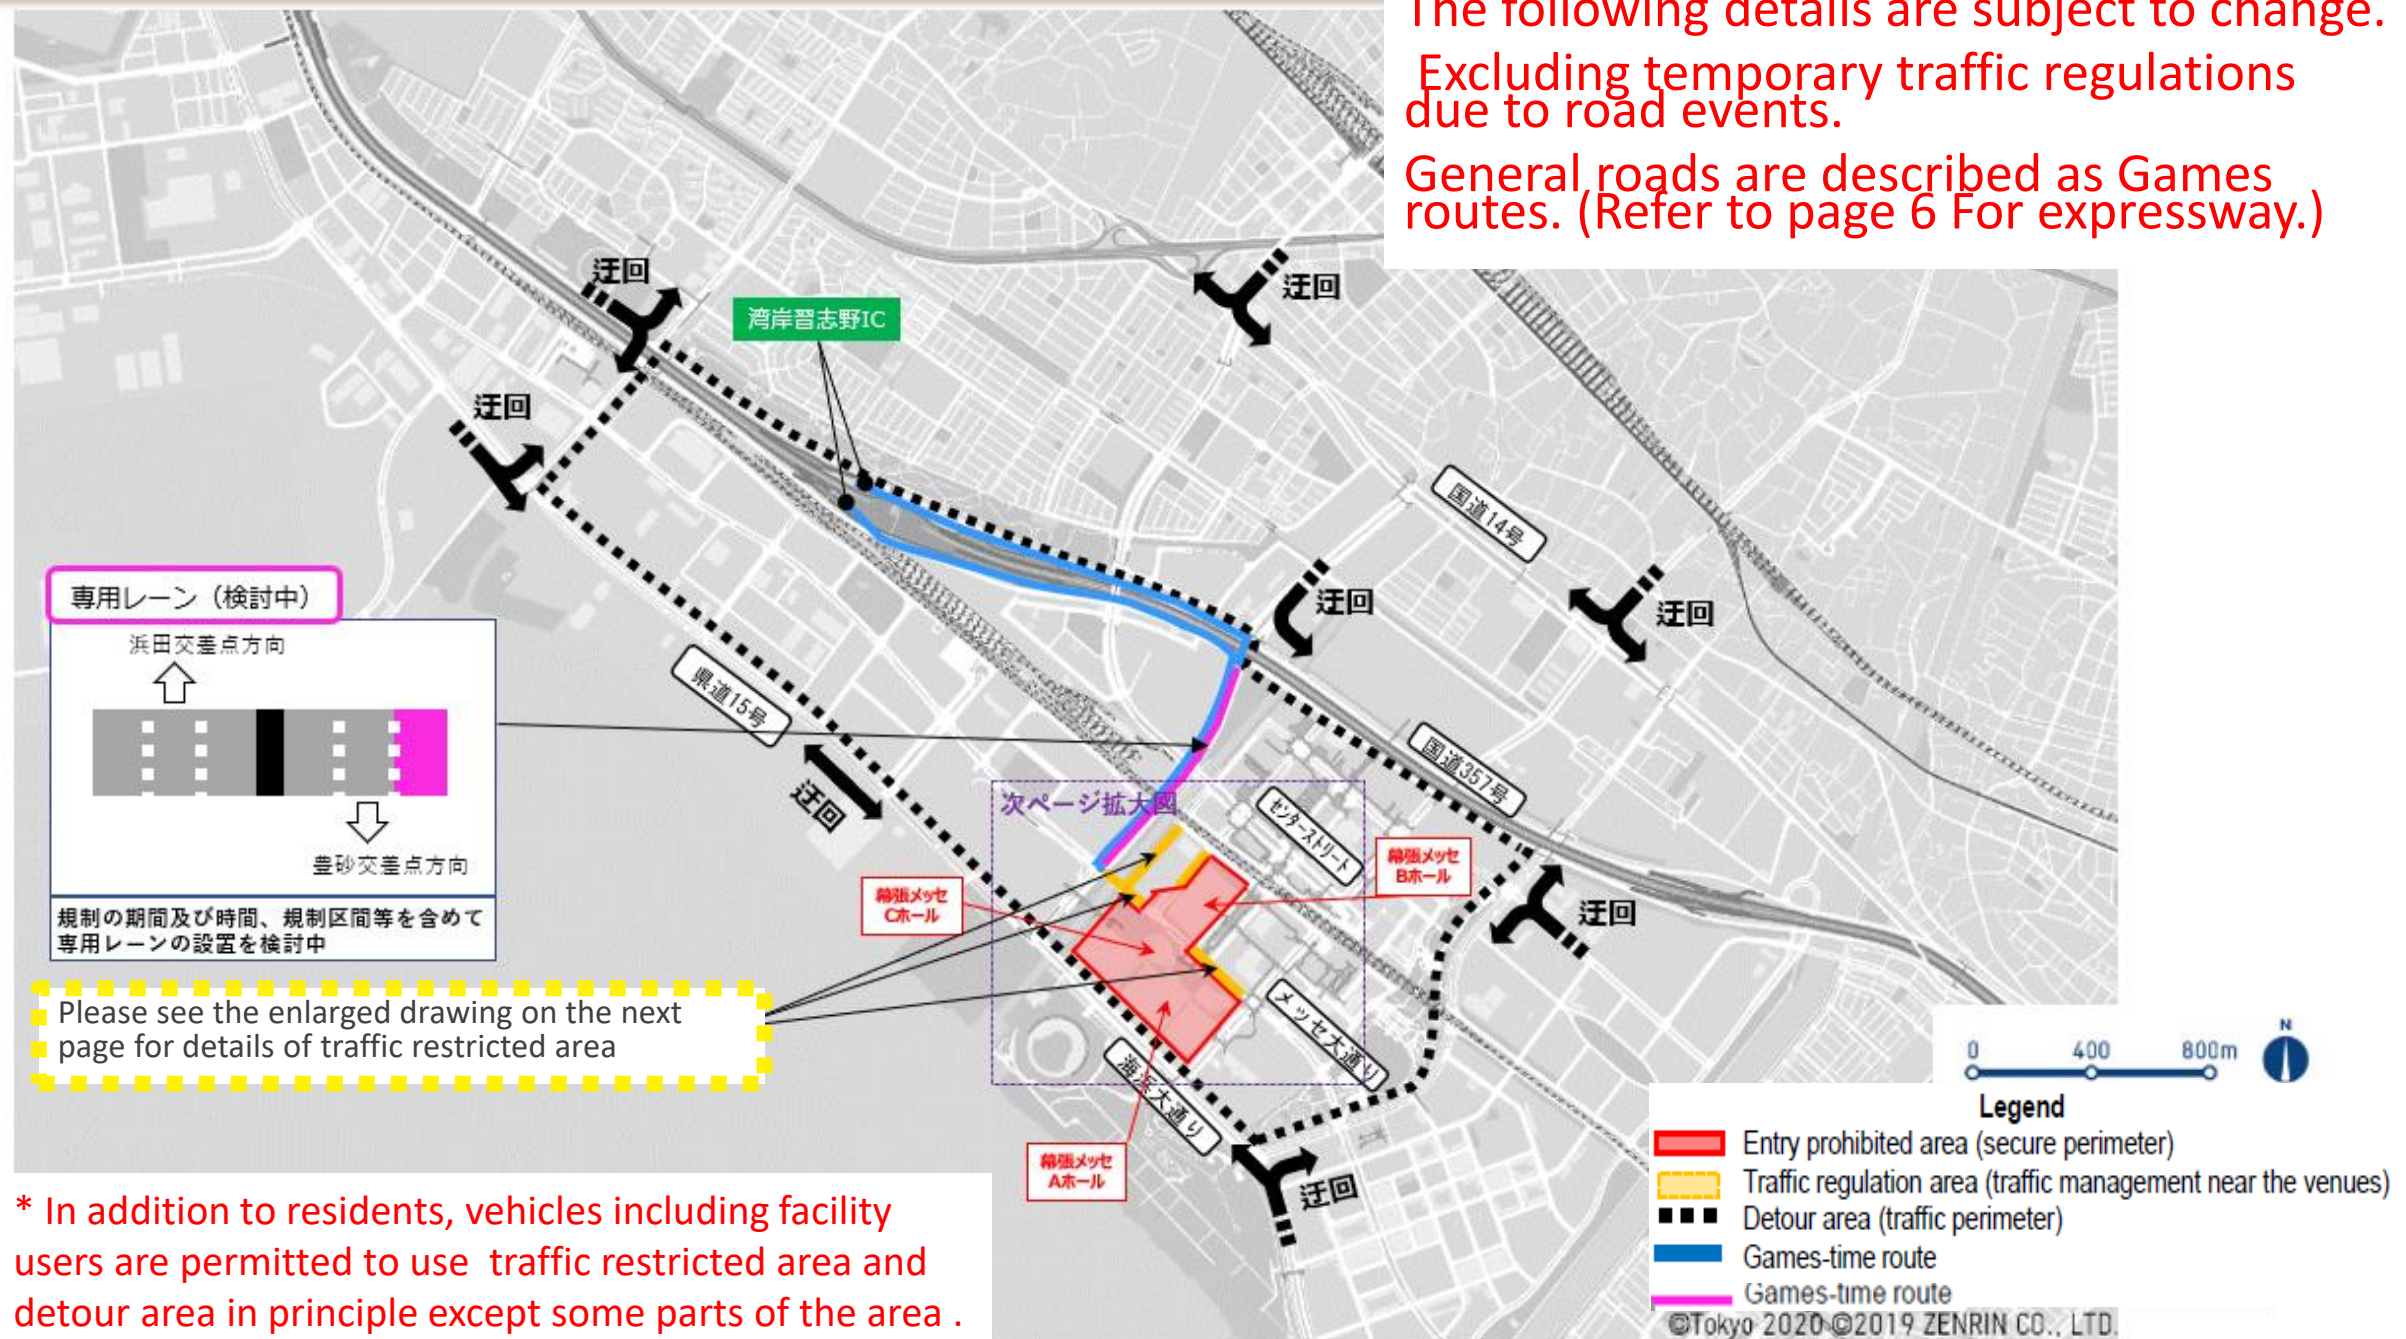 The following details are subject to change.
Excluding temporary traffic regulations
due to road events.
General roads are described as Games
routes. (Refer to page 6 For expressway.)
迂回
迂回
湾岸習志野IC
迂回
国道14号
専用レーン（検討中）
浜田交差点方向
豊砂交差点方向
規制の期間及び時間、規制区間等を含めて
専用レーンの設置を検討中
迂回
迂回
県道15号
迂回
国道357号
次ページ拡大図
センターストリート
幕張メッセ
Bホール
幕張メッセ
Cホール
迂回
Please see the enlarged drawing on the next
page for details of traffic restricted area
メッセ大通り
海浜大通り
幕張メッセ
Aホール
迂回
0 400 800m
N
Legend
Entry prohibited area (secure perimeter)
Traffic regulation area (traffic management near the venues)
Detour area (traffic perimeter)
Games-time route
Games-time route
©Tokyo 2020 ©2019 ZENRIN CO., LTD.
* In addition to residents, vehicles including facility
users are permitted to use traffic restricted area and
detour area in principle except some parts of the area .